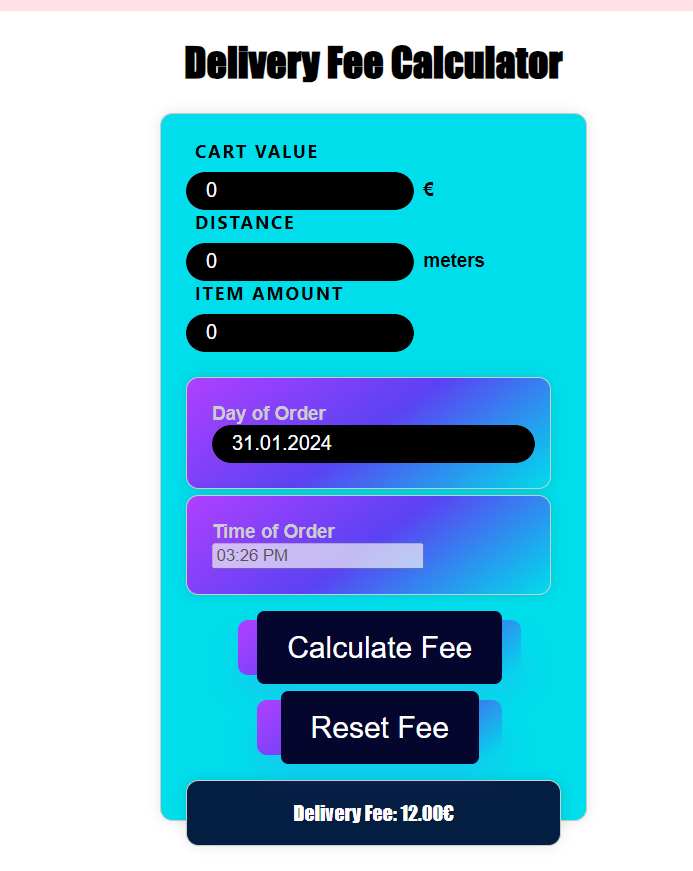 Delivery Fee Calculator
CART VALUE
0 €
DISTANCE
0 meters
ITEM AMOUNT
0
Day of Order
31.01.2024
Time of Order
03:26 PM
Calculate Fee
Reset Fee
Delivery Fee: 12.00€